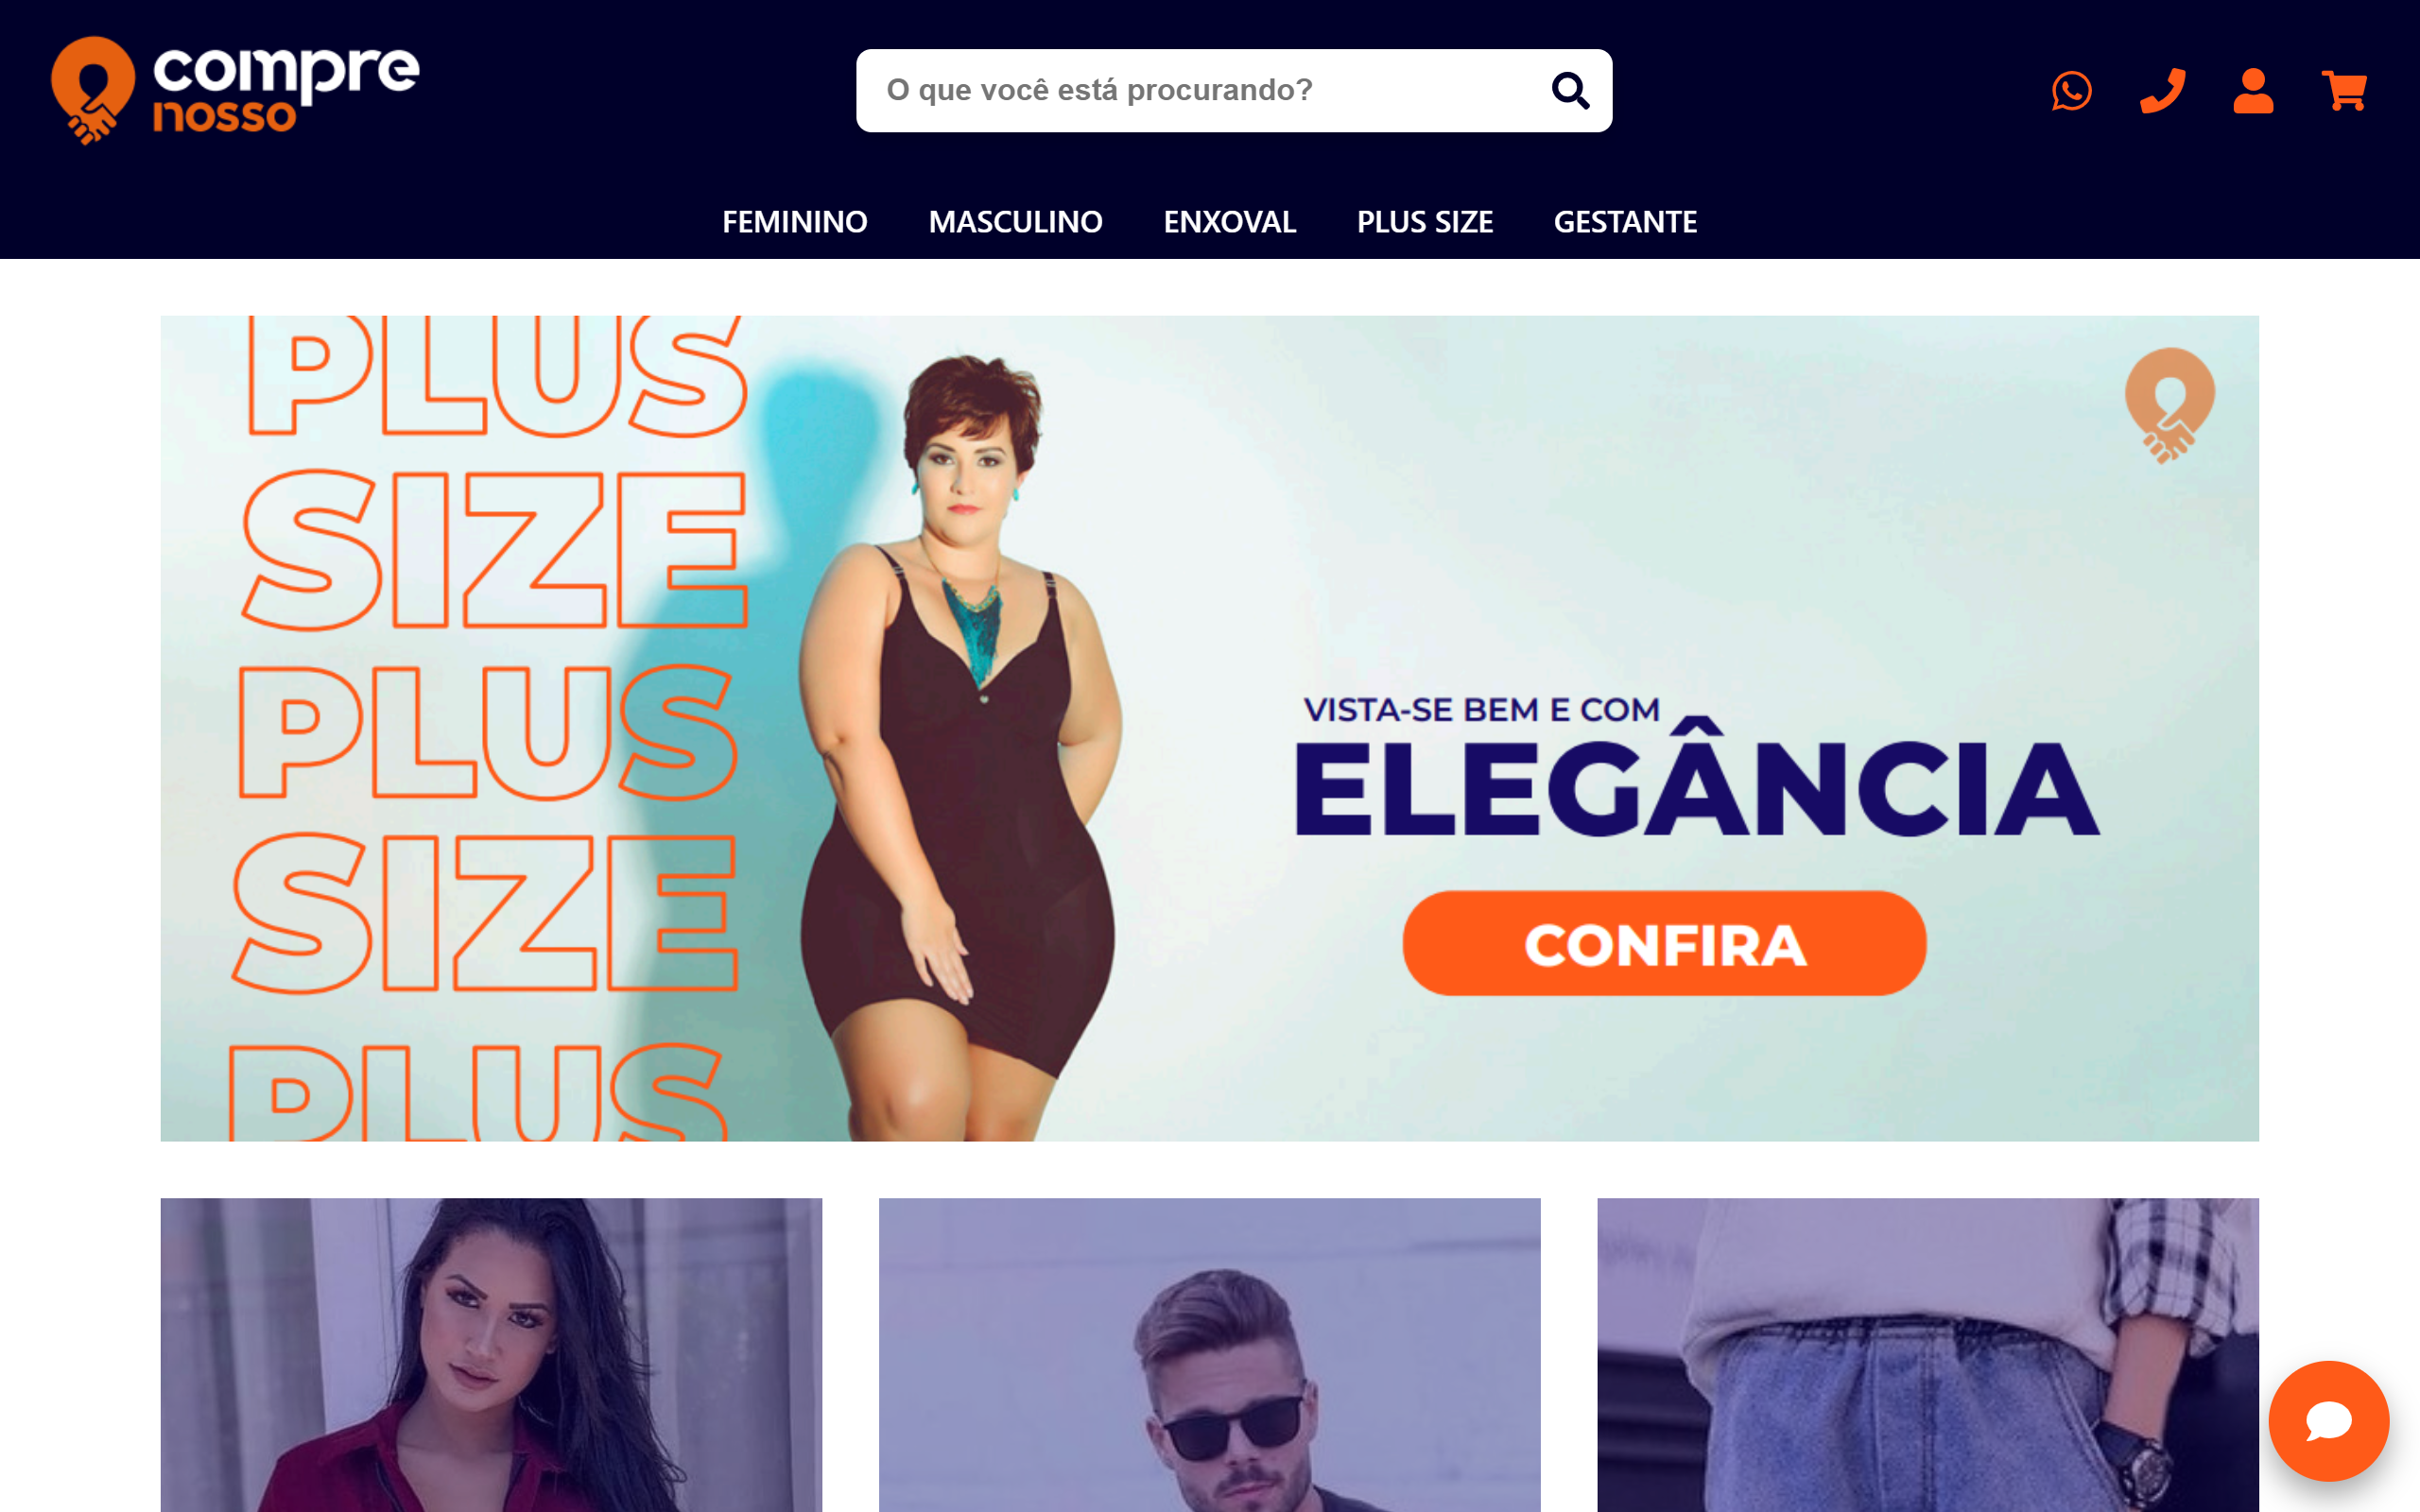 compre
nosso
O que você está procurando?
FEMININO MASCULINO ENXOVAL PLUS SIZE GESTANTE
PLUS
SIZE
PLUS
SIZE
PLUS
VISTA-SE BEM E COM
ELEGÂNCIA
CONFIRA